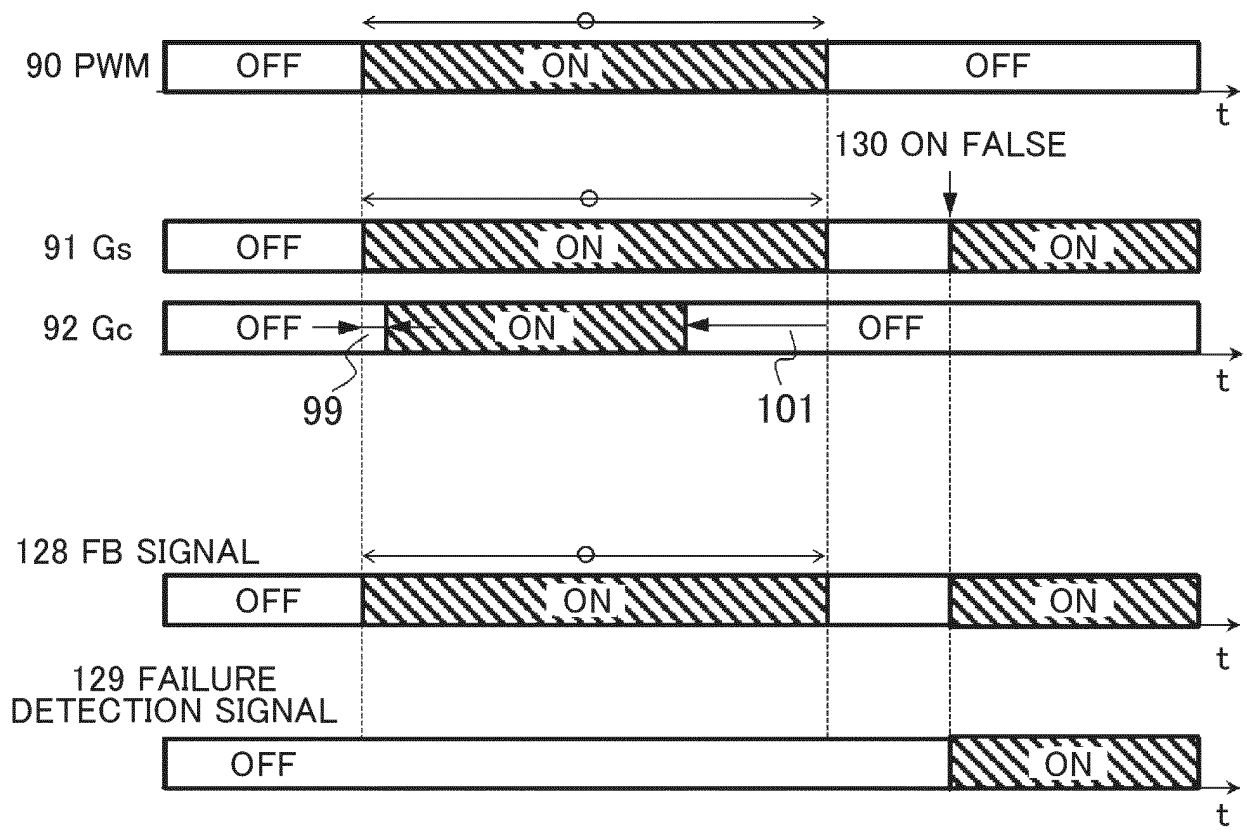 90 PWM OFF ON OFF
t
130 ON FALSE
91 Gs OFF ON ON
92 Gc OFF ON OFF
t
99 101
128 FB SIGNAL
OFF ON ON
t
129 FAILURE
DETECTION SIGNAL
OFF ON
t